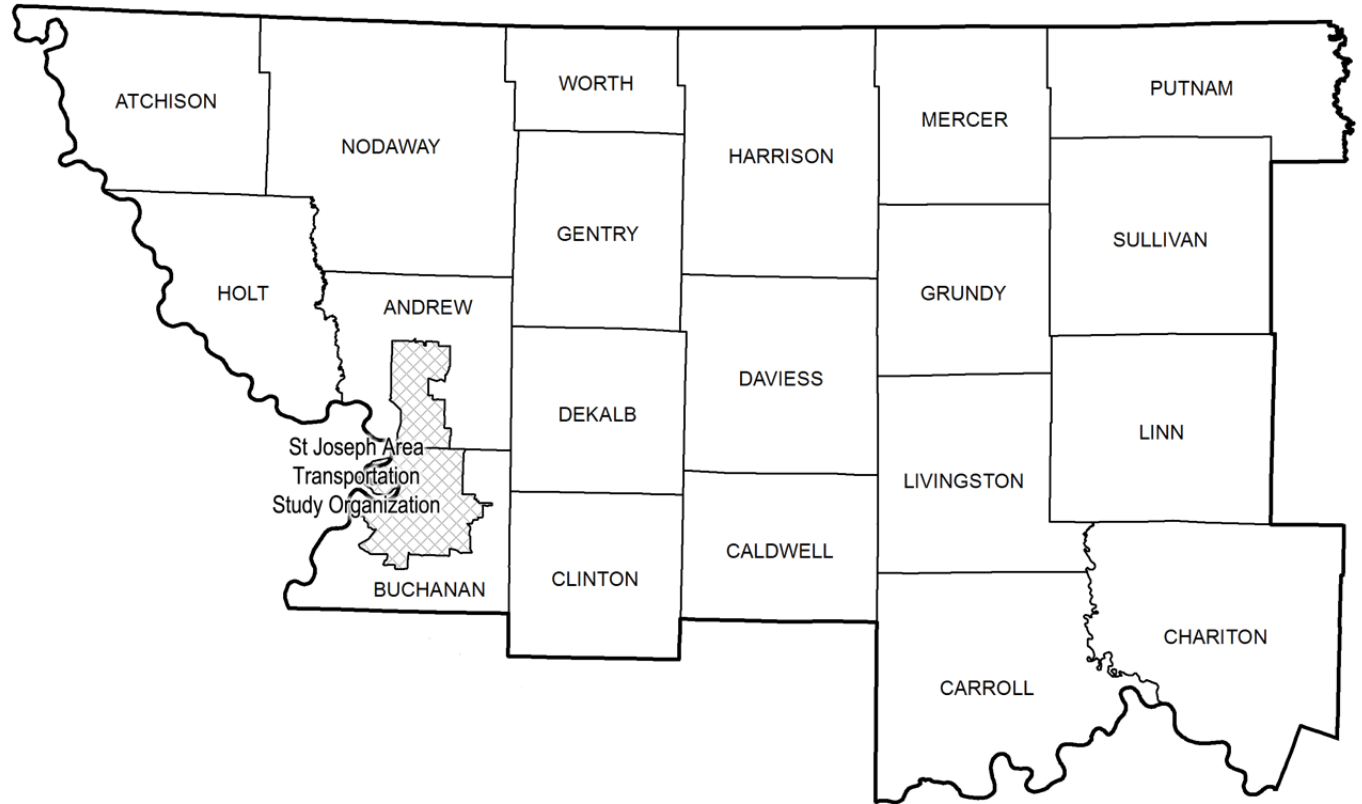 WORTH
PUTNAM
ATCHISON
MERCER
NODAWAY
HARRISON
GENTRY
SULLIVAN
HOLT
GRUNDY
ANDREW
DAVIESS
DEKALB
LINN
St Joseph Area
Transportation
Study Organization
LIVINGSTON
CALDWELL
CLINTON
BUCHANAN
CHARITON
CARROLL